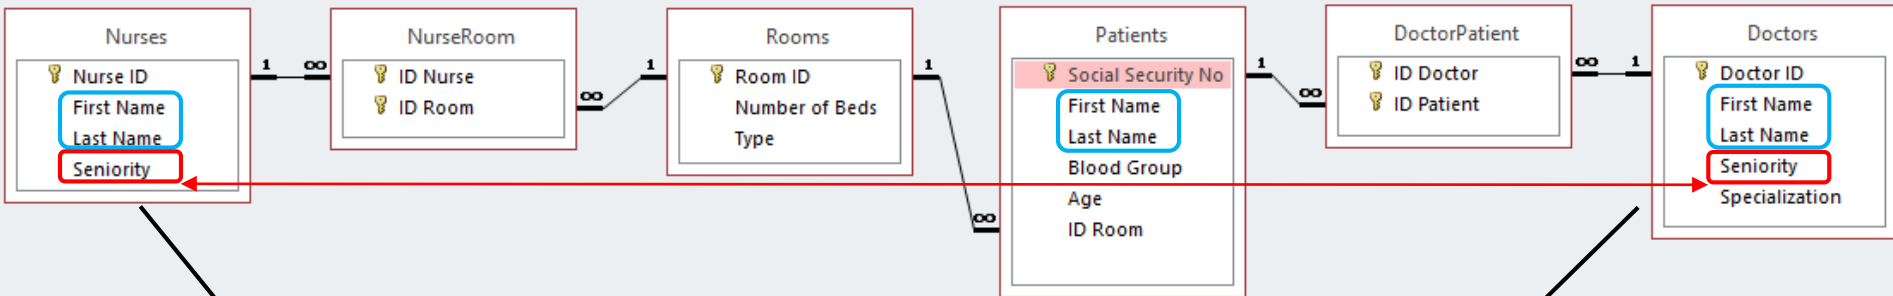 Nurses
Nurse ID
First Name
Last Name
Seniority
1 ∞
NurseRoom
ID Nurse
ID Room
∞ 1
Rooms
Room ID
Number of Beds
Type
1 ∞
Patients
Social Security No
First Name
Last Name
Blood Group
Age
ID Room
1 ∞
DoctorPatient
ID Doctor
ID Patient
∞ 1
Doctors
Doctor ID
First Name
Last Name
Seniority
Specialization